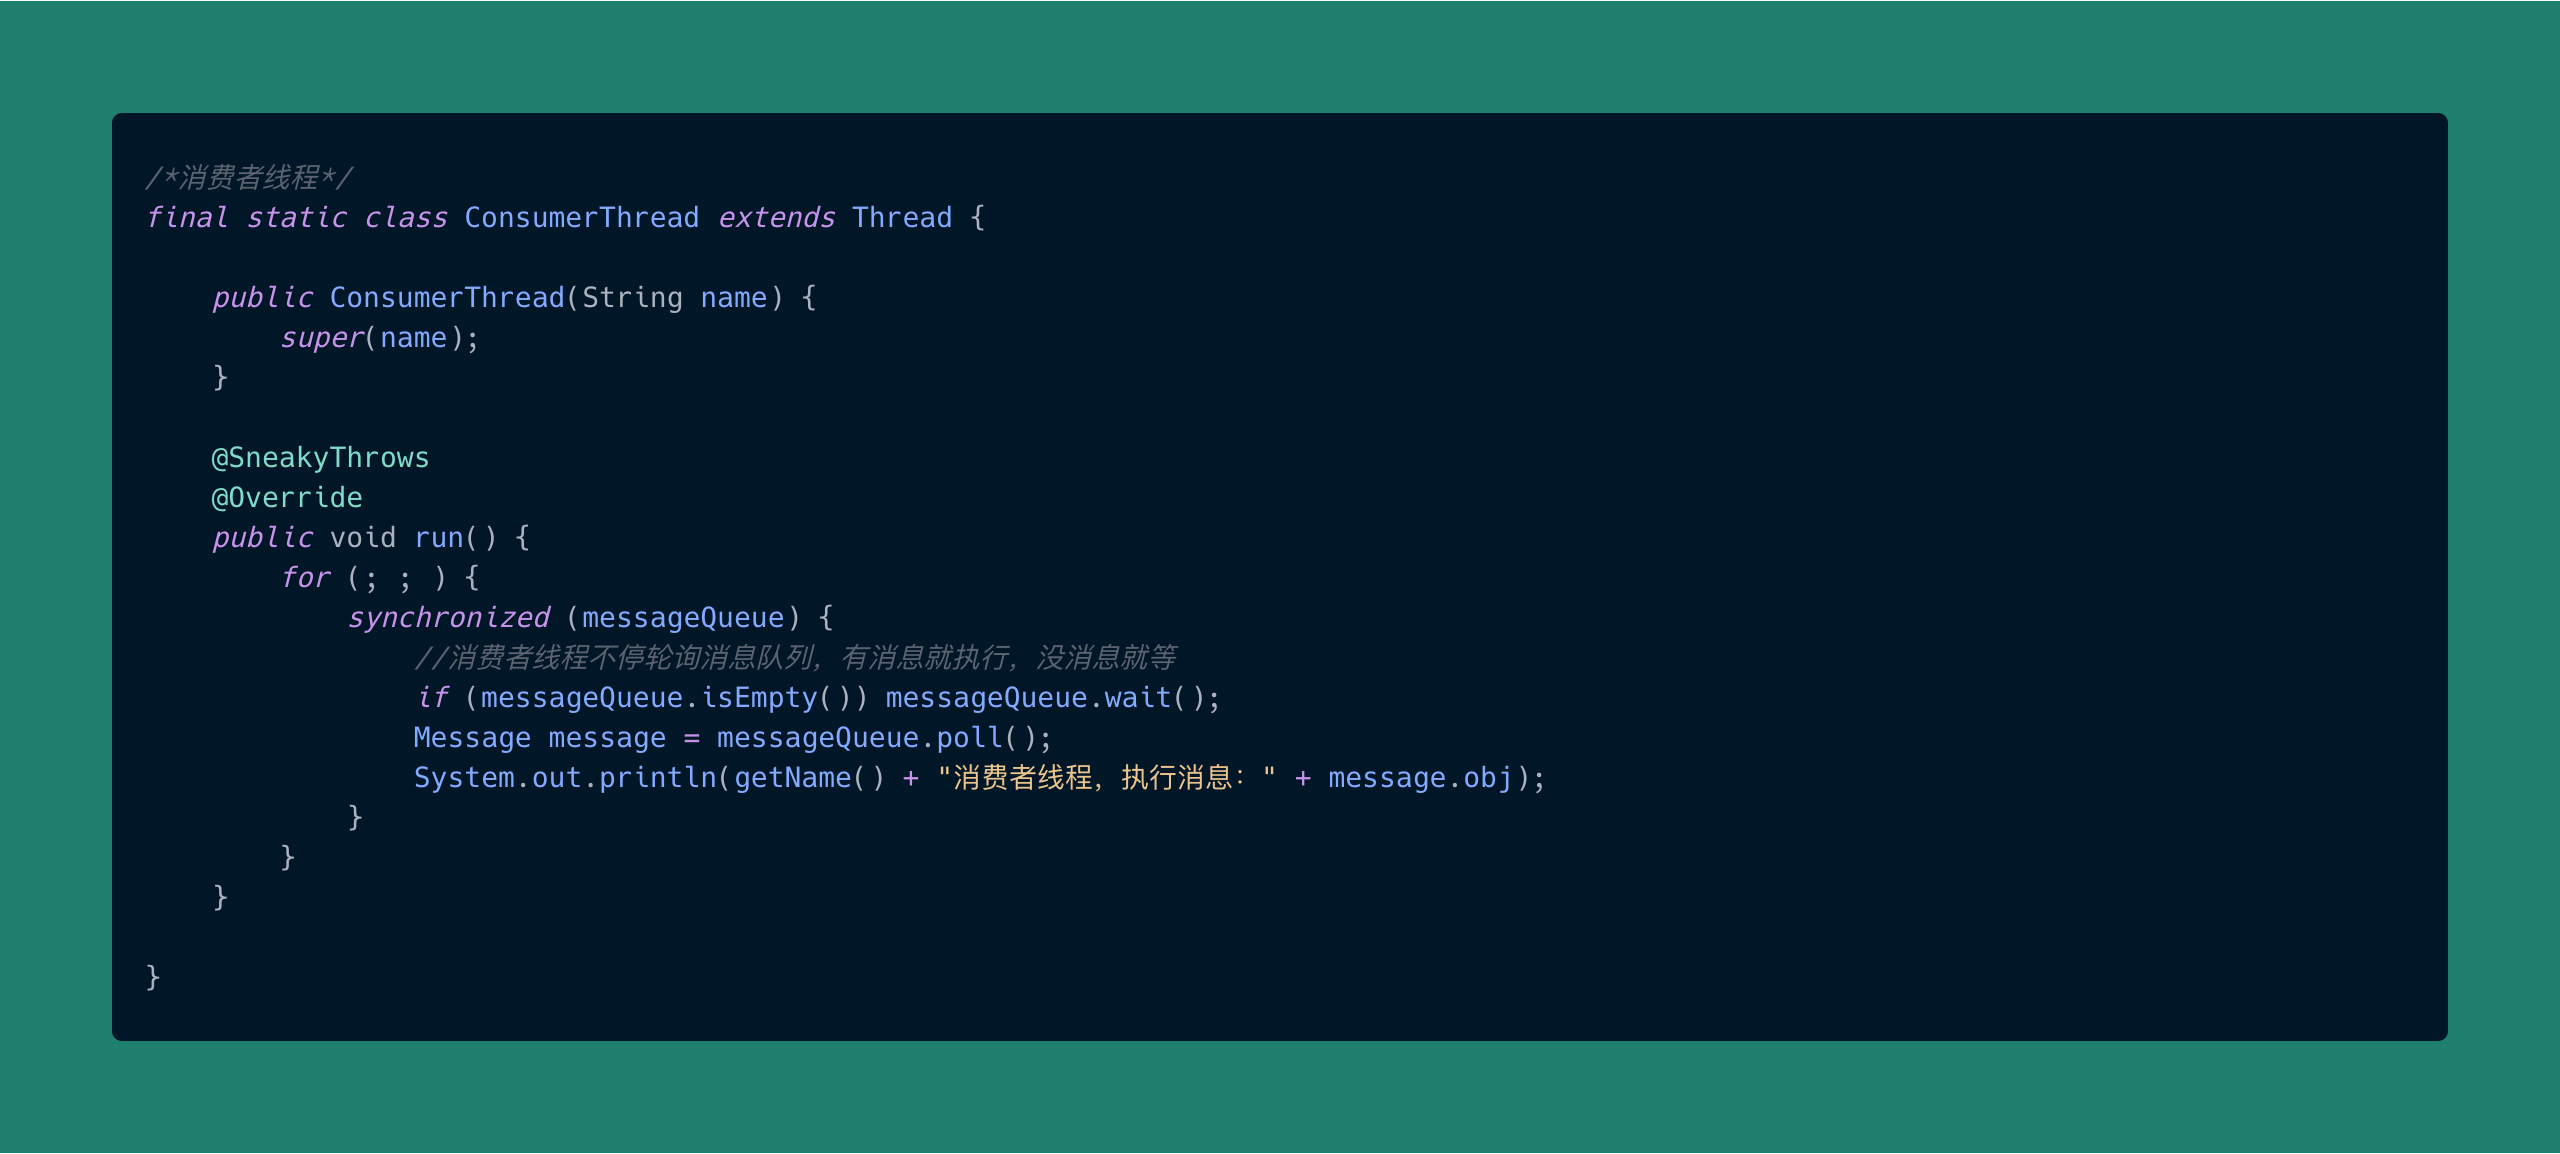 /*消费者线程*/
final static class ConsumerThread extends Thread {
    public ConsumerThread(String name) {
        super(name);
    }
    @SneakyThrows
    @Override
    public void run() {
        for (; ; ) {
            synchronized (messageQueue) {
                //消费者线程不停轮询消息队列，有消息就执行，没消息就等
                if (messageQueue.isEmpty()) messageQueue.wait();
                Message message = messageQueue.poll();
                System.out.println(getName() + "消费者线程，执行消息：" + message.obj);
            }
        }
    }
}